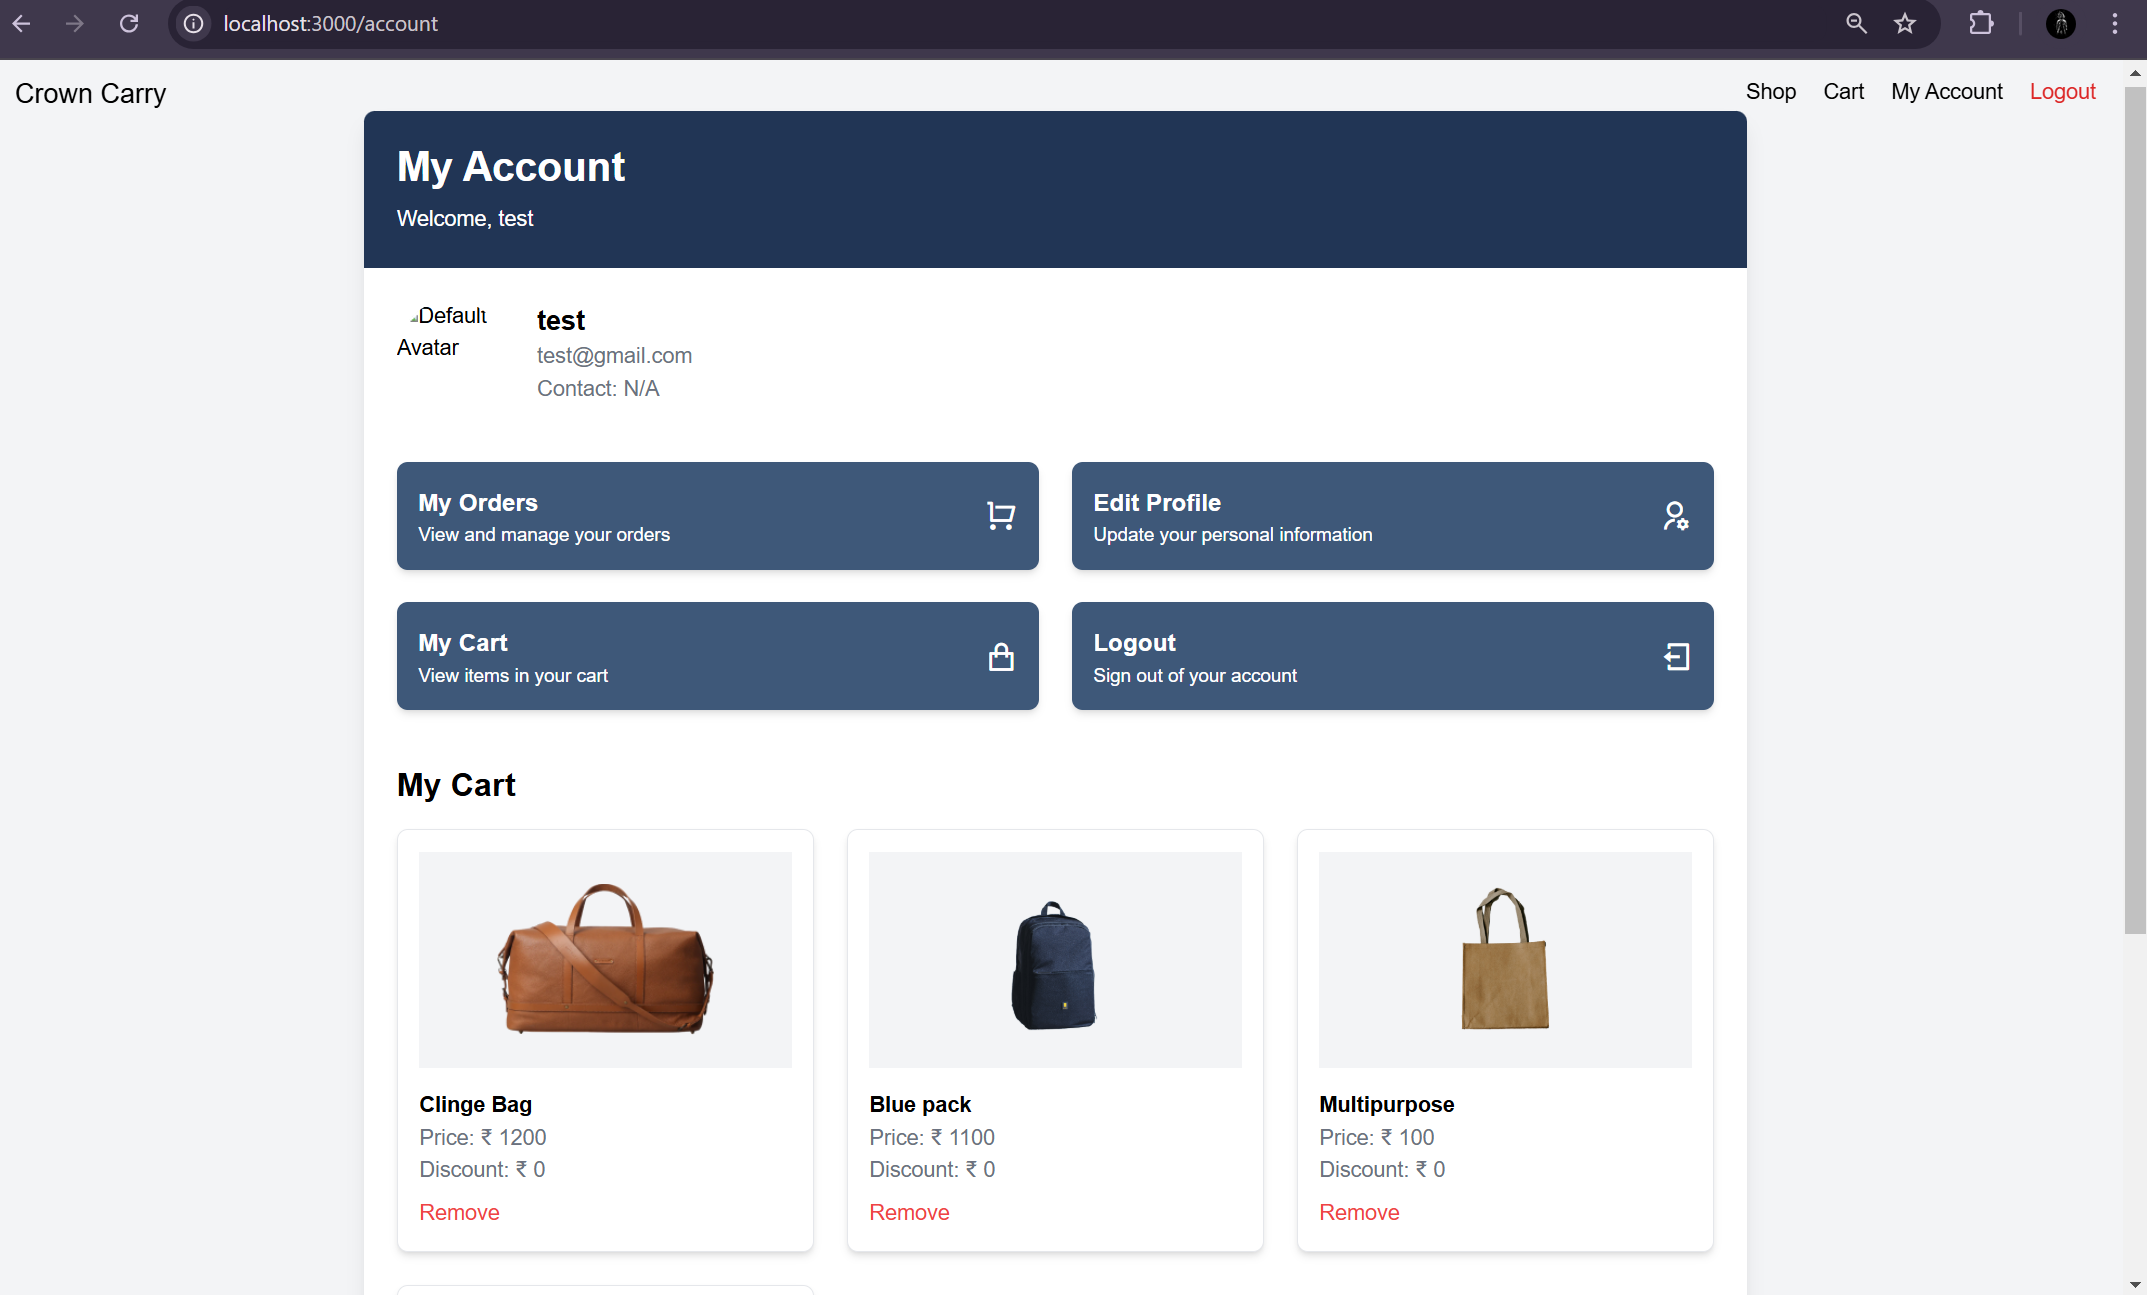 localhost:3000/account
Crown Carry
Shop Cart My Account Logout
My Account
Welcome, test
Default
Avatar
test
test@gmail.com
Contact: N/A
My Orders
View and manage your orders
Edit Profile
Update your personal information
My Cart
View items in your cart
Logout
Sign out of your account
My Cart
Clinge Bag
Price: ₹ 1200
Discount: ₹ 0
Remove
Blue pack
Price: ₹ 1100
Discount: ₹ 0
Remove
Multipurpose
Price: ₹ 100
Discount: ₹ 0
Remove